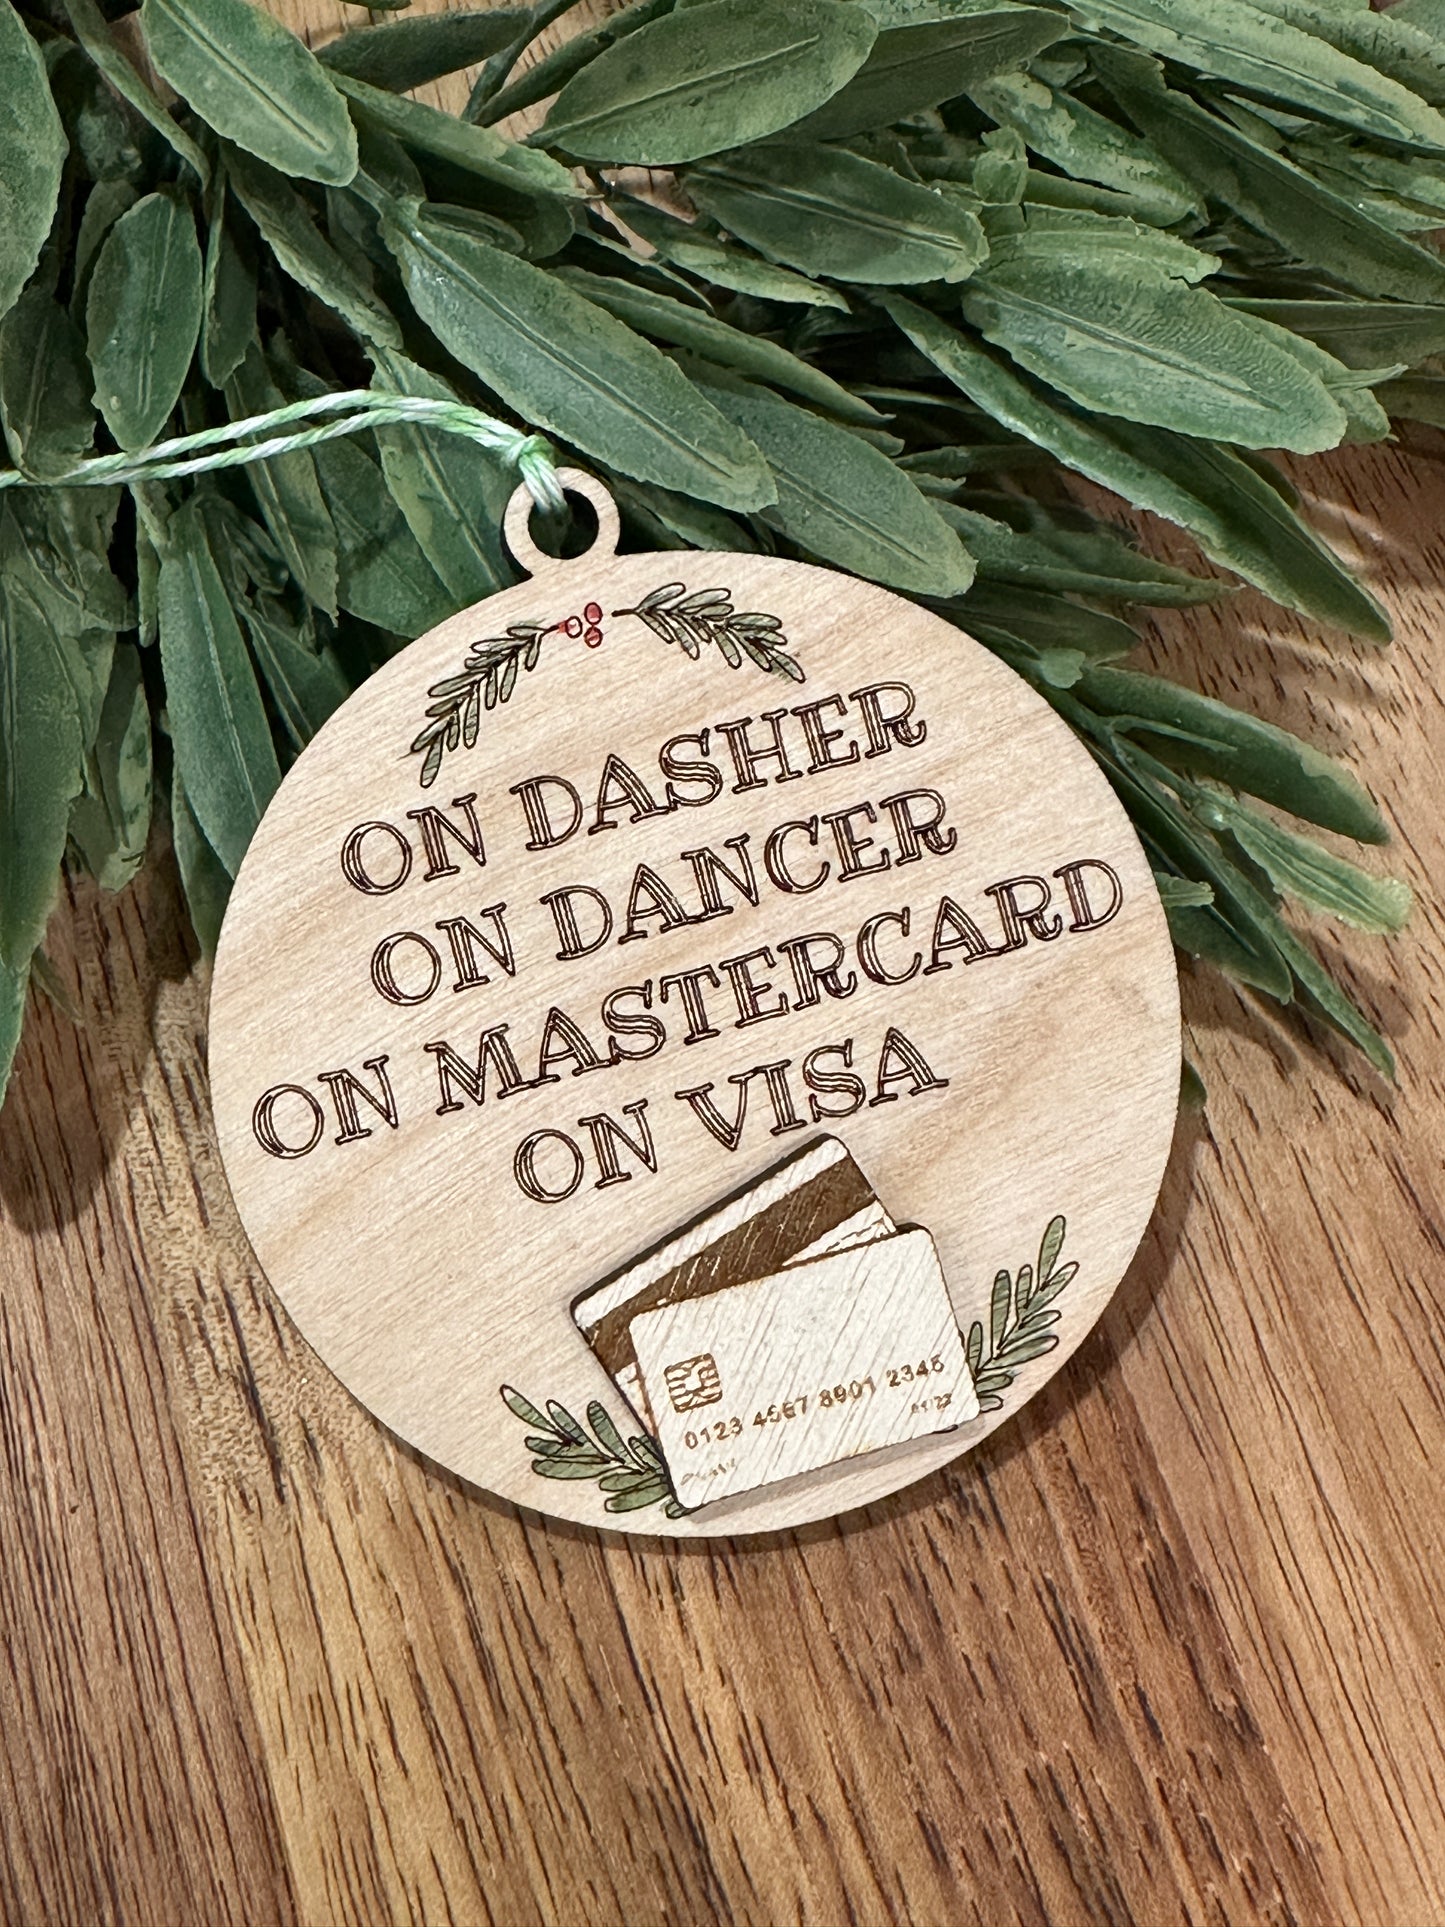 ON DASHER
ON DANCER
ON MASTERCARD
ON VISA
0123 4567 8901 2345